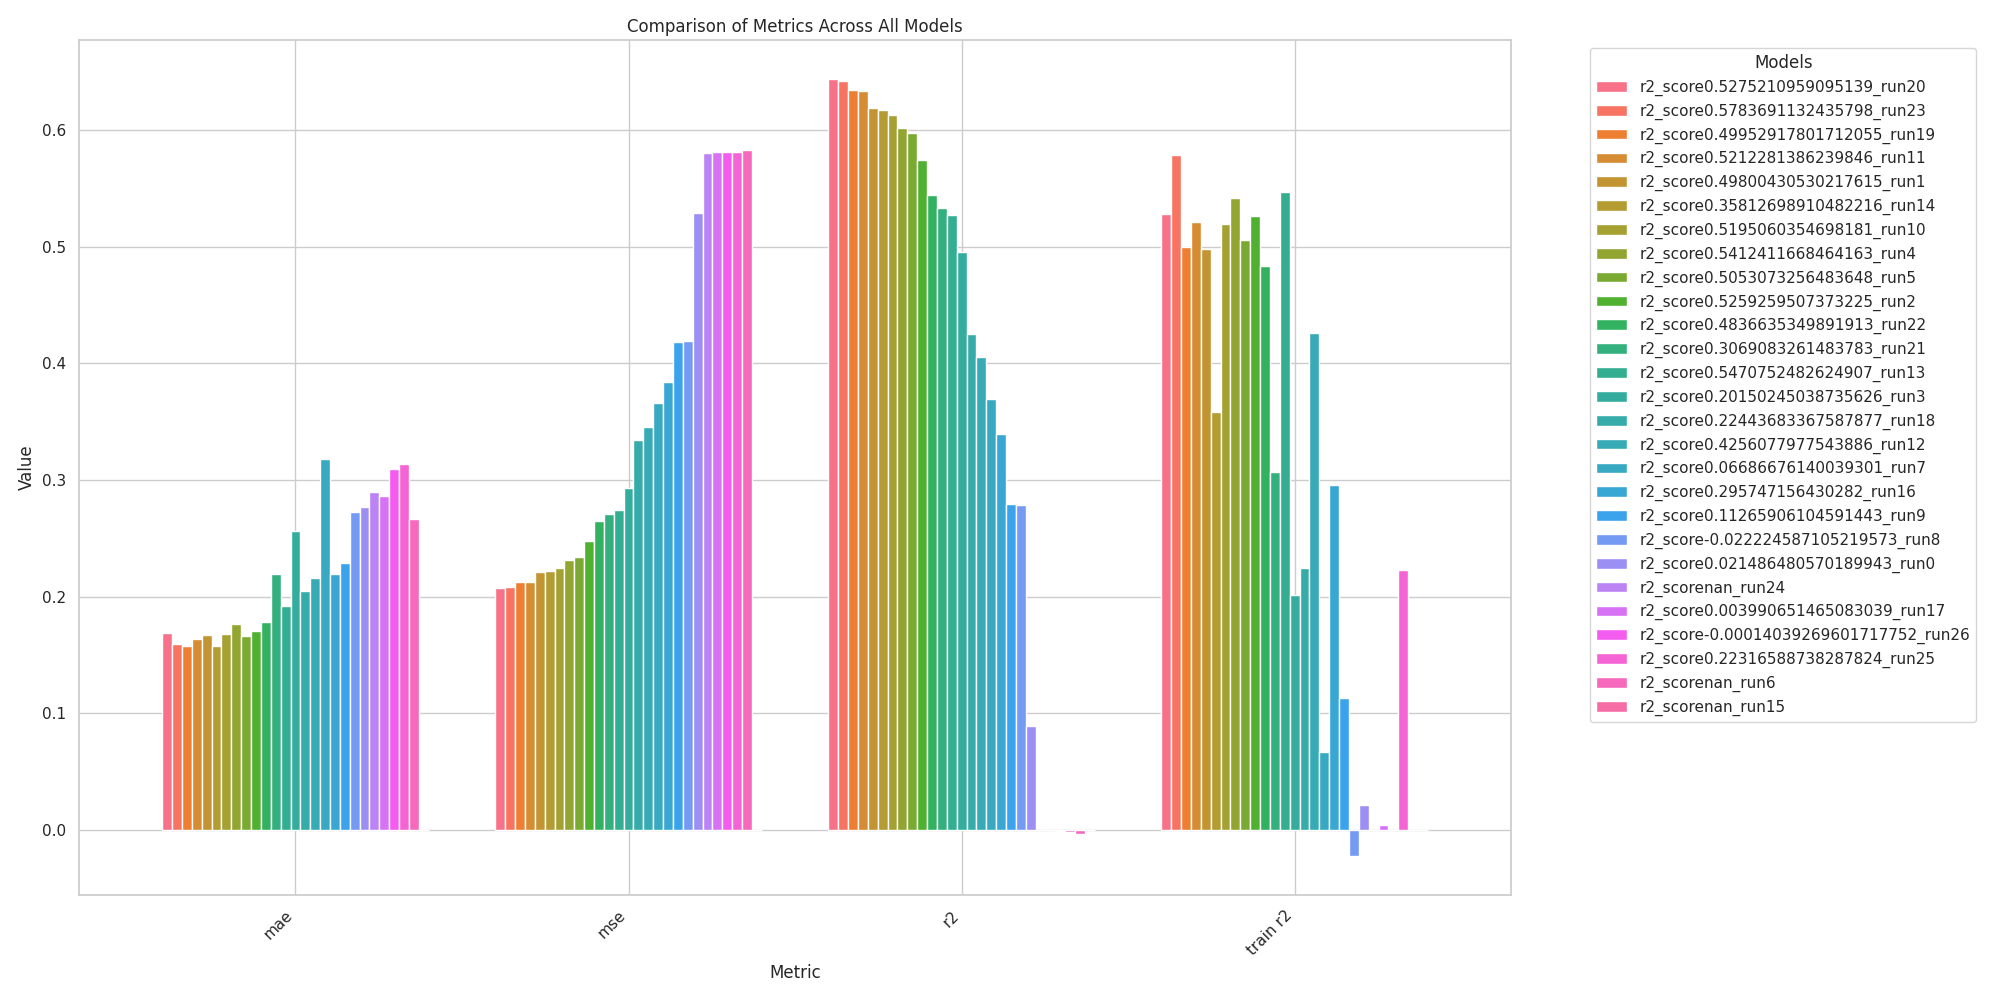 Comparison of Metrics Across All Models
Value
0.6
0.5
0.4
0.3
0.2
0.1
0.0
mae
mse
r2
train r2
Metric
Models
r2_score0.5275210959095139_run20
r2_score0.5783691132435798_run23
r2_score0.49952917801712055_run19
r2_score0.5212281386239846_run11
r2_score0.49800430530217615_run1
r2_score0.35812698910482216_run14
r2_score0.5195060354698181_run10
r2_score0.5412411668464163_run4
r2_score0.5053073256483648_run5
r2_score0.5259259507373225_run2
r2_score0.4836635349891913_run22
r2_score0.3069083261483783_run21
r2_score0.5470752482624907_run13
r2_score0.20150245038735626_run3
r2_score0.22443683367587877_run18
r2_score0.4256077977543886_run12
r2_score0.06686676140039301_run7
r2_score0.295747156430282_run16
r2_score0.11265906104591443_run9
r2_score-0.022224587105219573_run8
r2_score0.021486480570189943_run0
r2_scorenan_run24
r2_score0.003990651465083039_run17
r2_score-0.00014039269601717752_run26
r2_score0.22316588738287824_run25
r2_scorenan_run6
r2_scorenan_run15